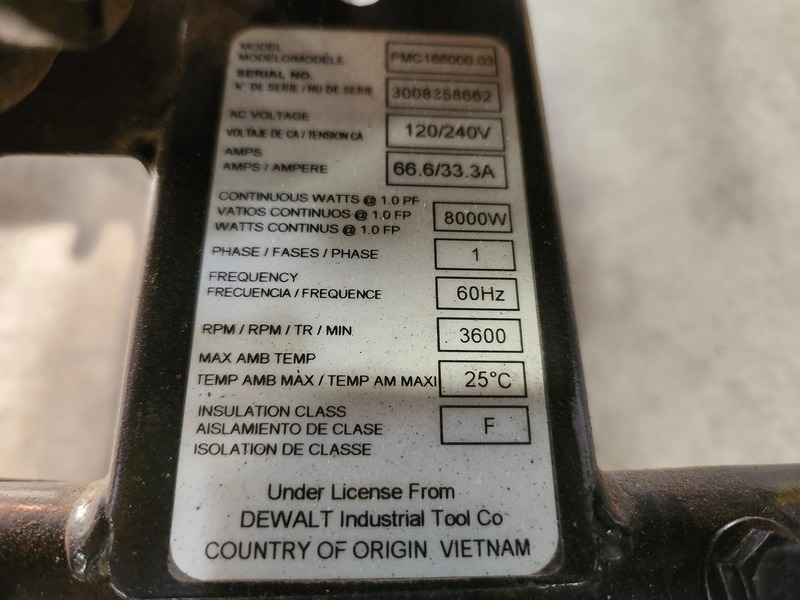 MODEL
MODELO/MODÈLE PMC168000.03
SERIAL NO.
N° DE SERIE / NU DE SERIE 3008358662
AC VOLTAGE
VOLTAJE DE CA / TENSION CA 120/240V
AMPS
AMPS / AMPERE 66.6/33.3A
CONTINUOUS WATTS @ 1.0 PF
VATIOS CONTINUOS @ 1.0 FP 8000W
WATTS CONTINUS @ 1.0 FP
PHASE / FASES / PHASE 1
FREQUENCY
FRECUENCIA / FREQUENCE 60Hz
RPM / RPM / TR / MIN 3600
MAX AMB TEMP
TEMP AMB MÀX / TEMP AM MAXI 25°C
INSULATION CLASS
AISLAMIENTO DE CLASE F
ISOLATION DE CLASSE
Under License From
DEWALT Industrial Tool Co
COUNTRY OF ORIGIN VIETNAM